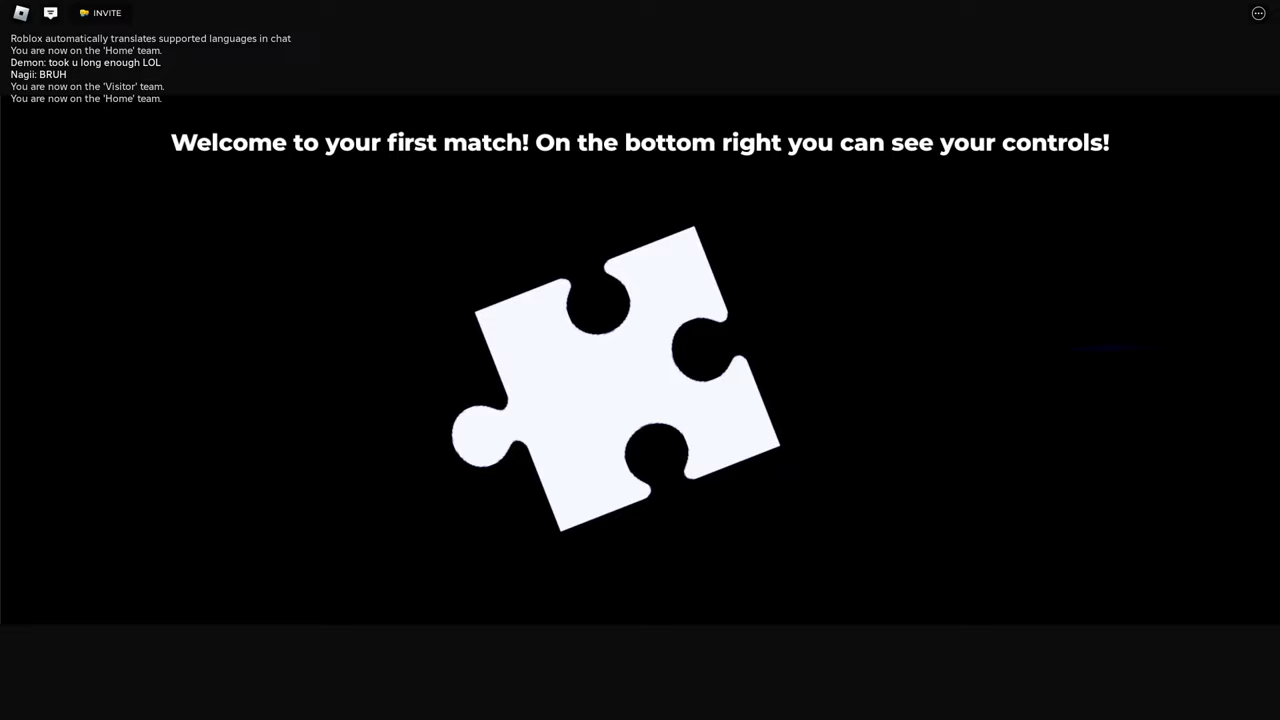 INVITE
Roblox automatically translates supported languages in chat
You are now on the 'Home' team.
Demon: took u long enough LOL
Nagii: BRUH
You are now on the 'Visitor' team.
You are now on the 'Home' team.
Welcome to your first match! On the bottom right you can see your controls!